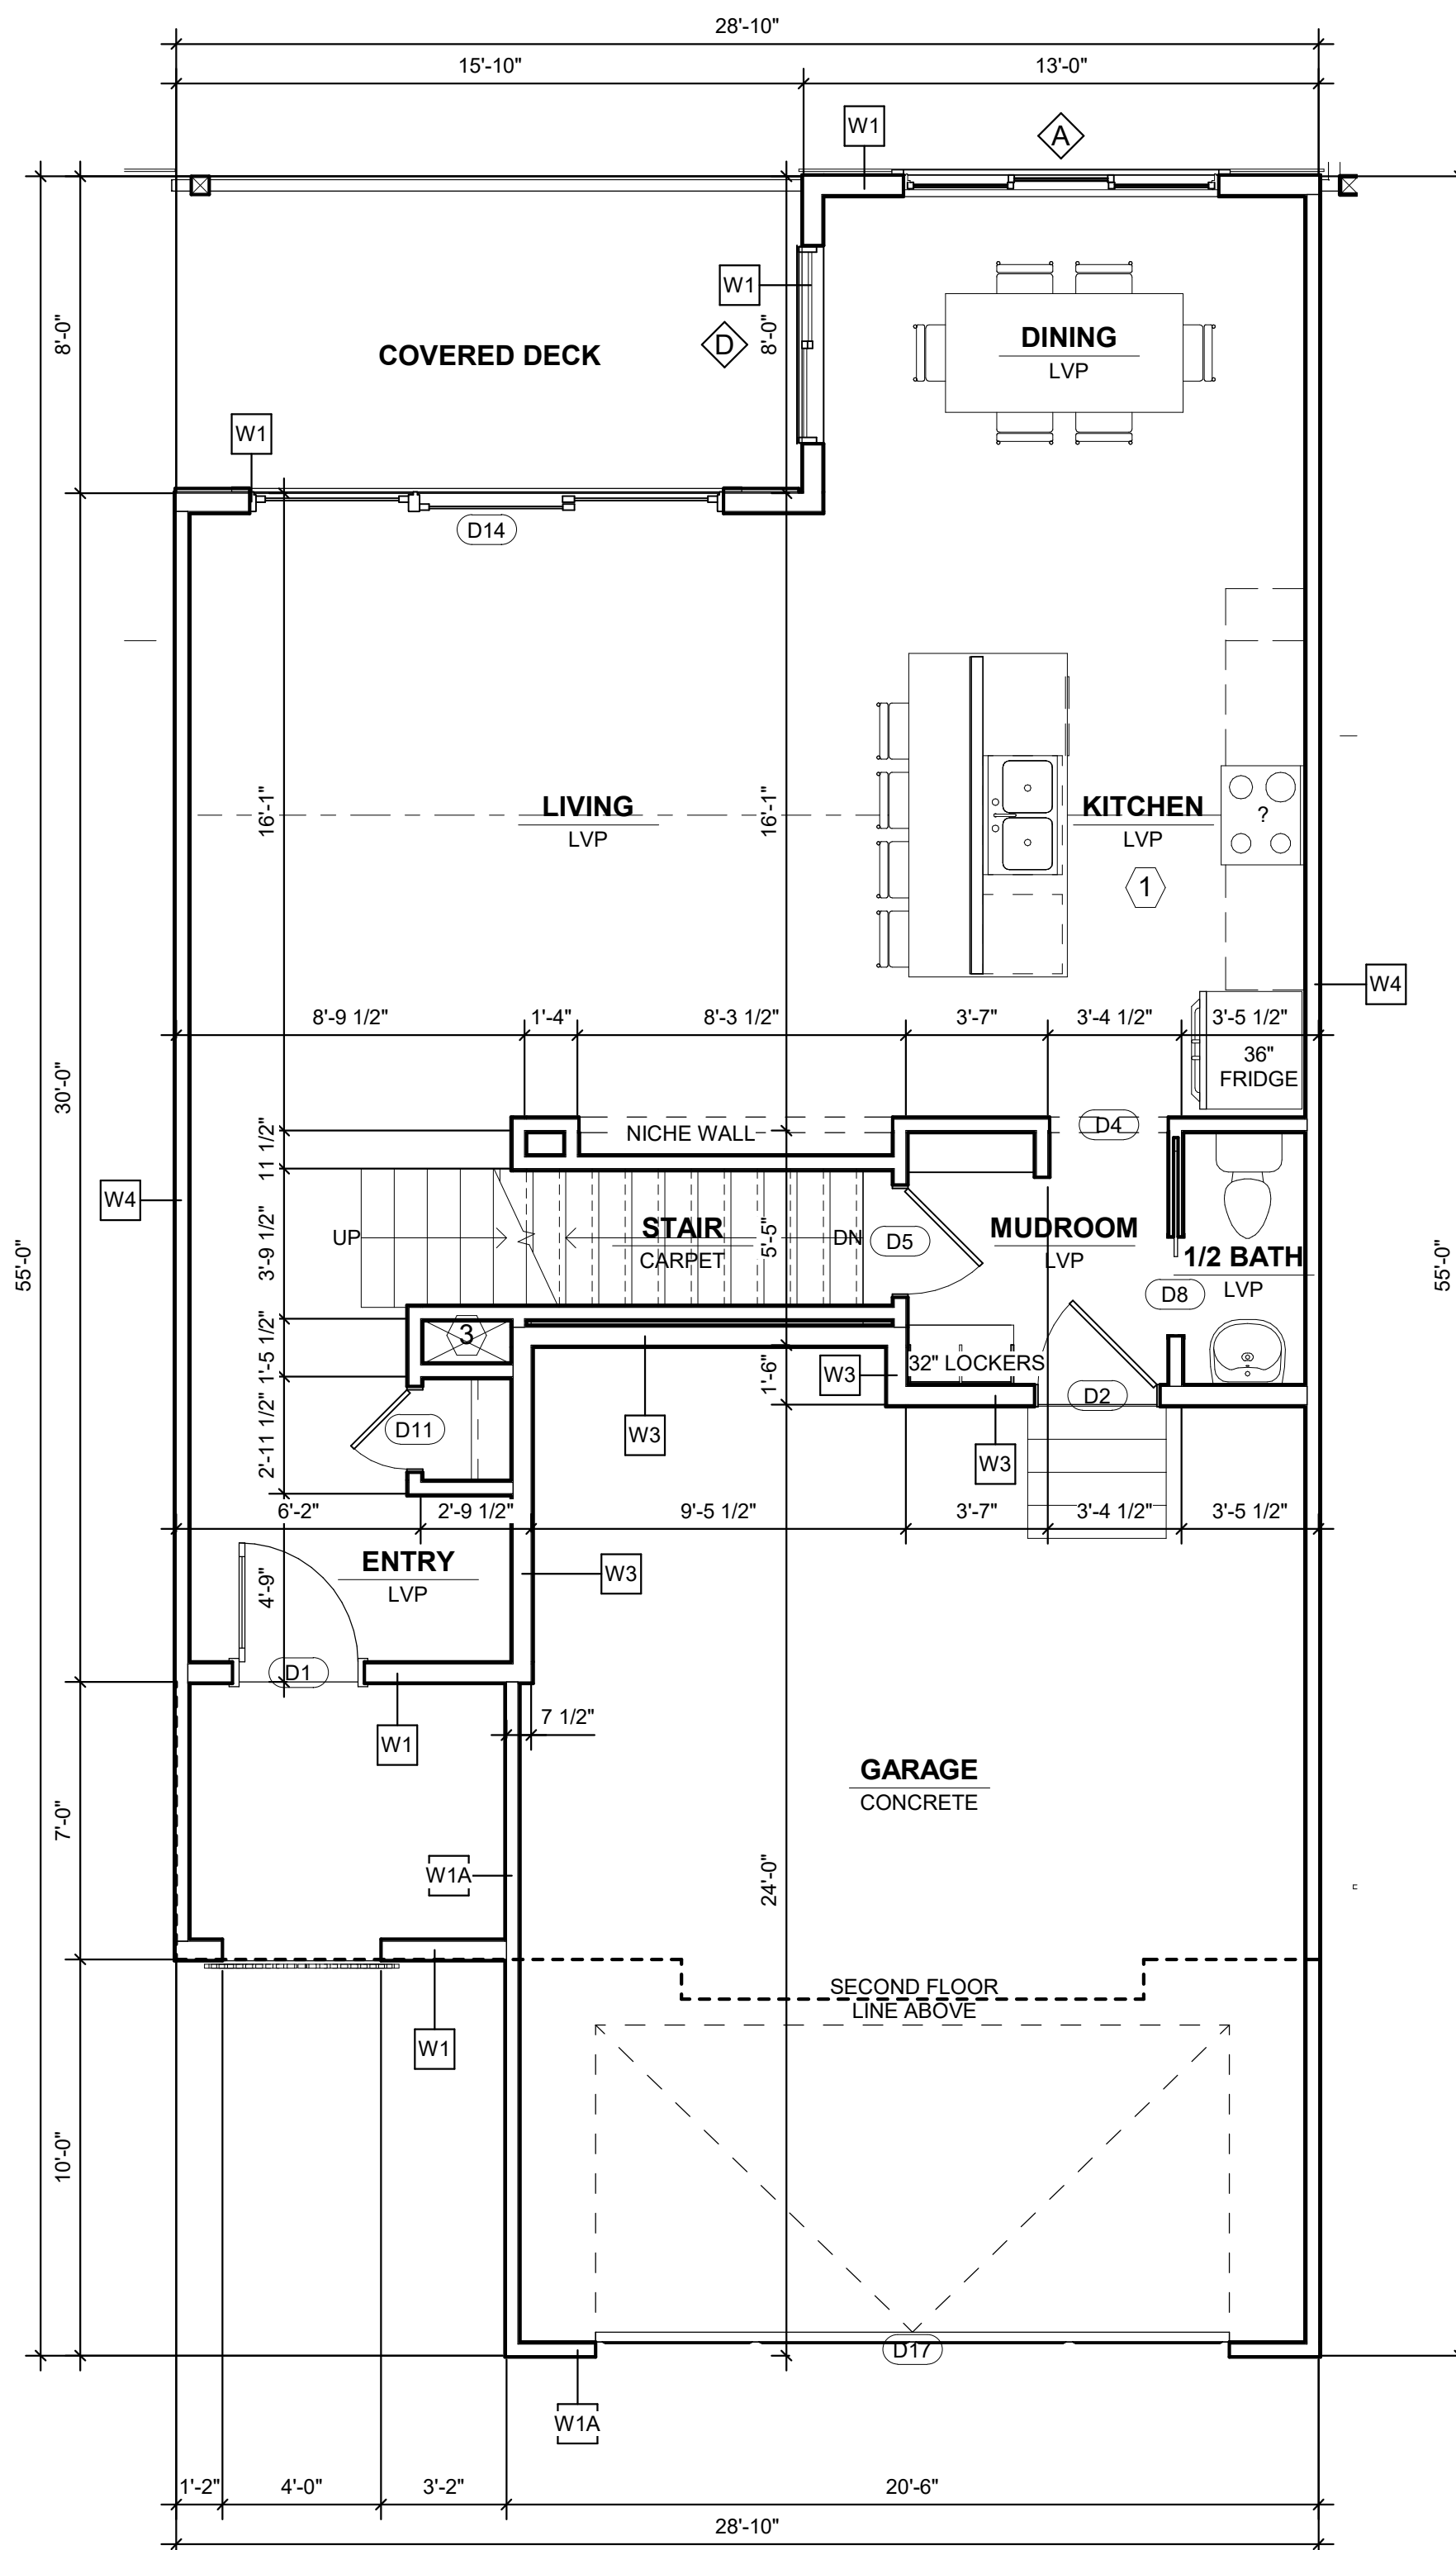 28'-10"
15'-10"
13'-0"
W1
A
W1
D
8'-0"
8'-0"
COVERED DECK
DINING
LVP
W1
D14
16'-1"
16'-1"
LIVING
LVP
KITCHEN
LVP
?
1
W4
8'-9 1/2"
1'-4"
8'-3 1/2"
3'-7"
3'-4 1/2"
3'-5 1/2"
36"
FRIDGE
30'-0"
11 1/2"
NICHE WALL
D4
W4
55'-0"
55'-0"
3'-9 1/2"
UP
STAIR
CARPET
5'-5"
DN
D5
MUDROOM
LVP
1/2 BATH
LVP
D8
1'-5 1/2"
3
W3
1'-6"
W3
32" LOCKERS
D2
W3
2'-11 1/2"
D11
6'-2"
2'-9 1/2"
9'-5 1/2"
3'-7"
3'-4 1/2"
3'-5 1/2"
ENTRY
LVP
4'-9"
W3
D1
W1
7 1/2"
GARAGE
CONCRETE
7'-0"
W1A
24'-0"
SECOND FLOOR
LINE ABOVE
W1
10'-0"
D17
W1A
1'-2"
4'-0"
3'-2"
20'-6"
28'-10"